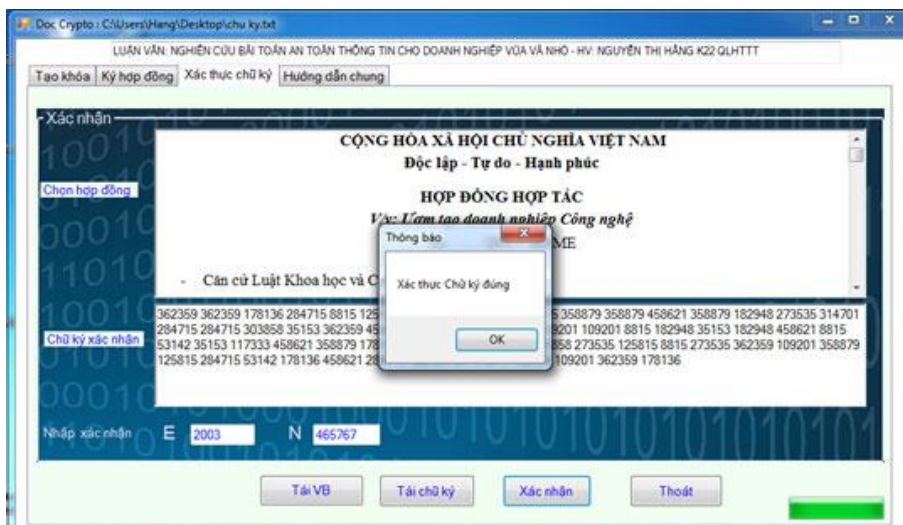 Doc Crypto : C:\Users\Hang\Desktop\chu ky.txt
LUẬN VĂN: NGHIÊN CỨU BÀI TOÁN AN TOÀN THÔNG TIN CHO DOANH NGHIỆP VỪA VÀ NHỎ - HV: NGUYỄN THỊ HẰNG K22 QLHTTT
Tạo khóa Ký hợp đồng Xác thực chữ ký Hướng dẫn chung
Xác nhận
CỘNG HÒA XÃ HỘI CHỦ NGHĨA VIỆT NAM
Độc lập - Tự do - Hạnh phúc
Chọn hợp đồng
HỢP ĐỒNG HỢP TÁC
V/v: Ươm tạo doanh nghiệp Công nghệ
Thông báo
ME
- Căn cứ Luật Khoa học và C
Xác thực Chữ ký đúng
OK
Chữ ký xác nhận
362359 362359 178136 284715 8815 125 358879 358879 458621 358879 182948 273535 314701
284715 284715 303858 35153 362359 45 9201 109201 8815 182948 35153 182948 458621 8815
53142 35153 117333 458621 358879 178 58 273535 125815 8815 273535 362359 109201 358879
125815 284715 53142 178136 458621 28 109201 362359 178136
Nhấp xác nhận E 2003 N 465767
Tải VB Tải chữ ký Xác nhận Thoát